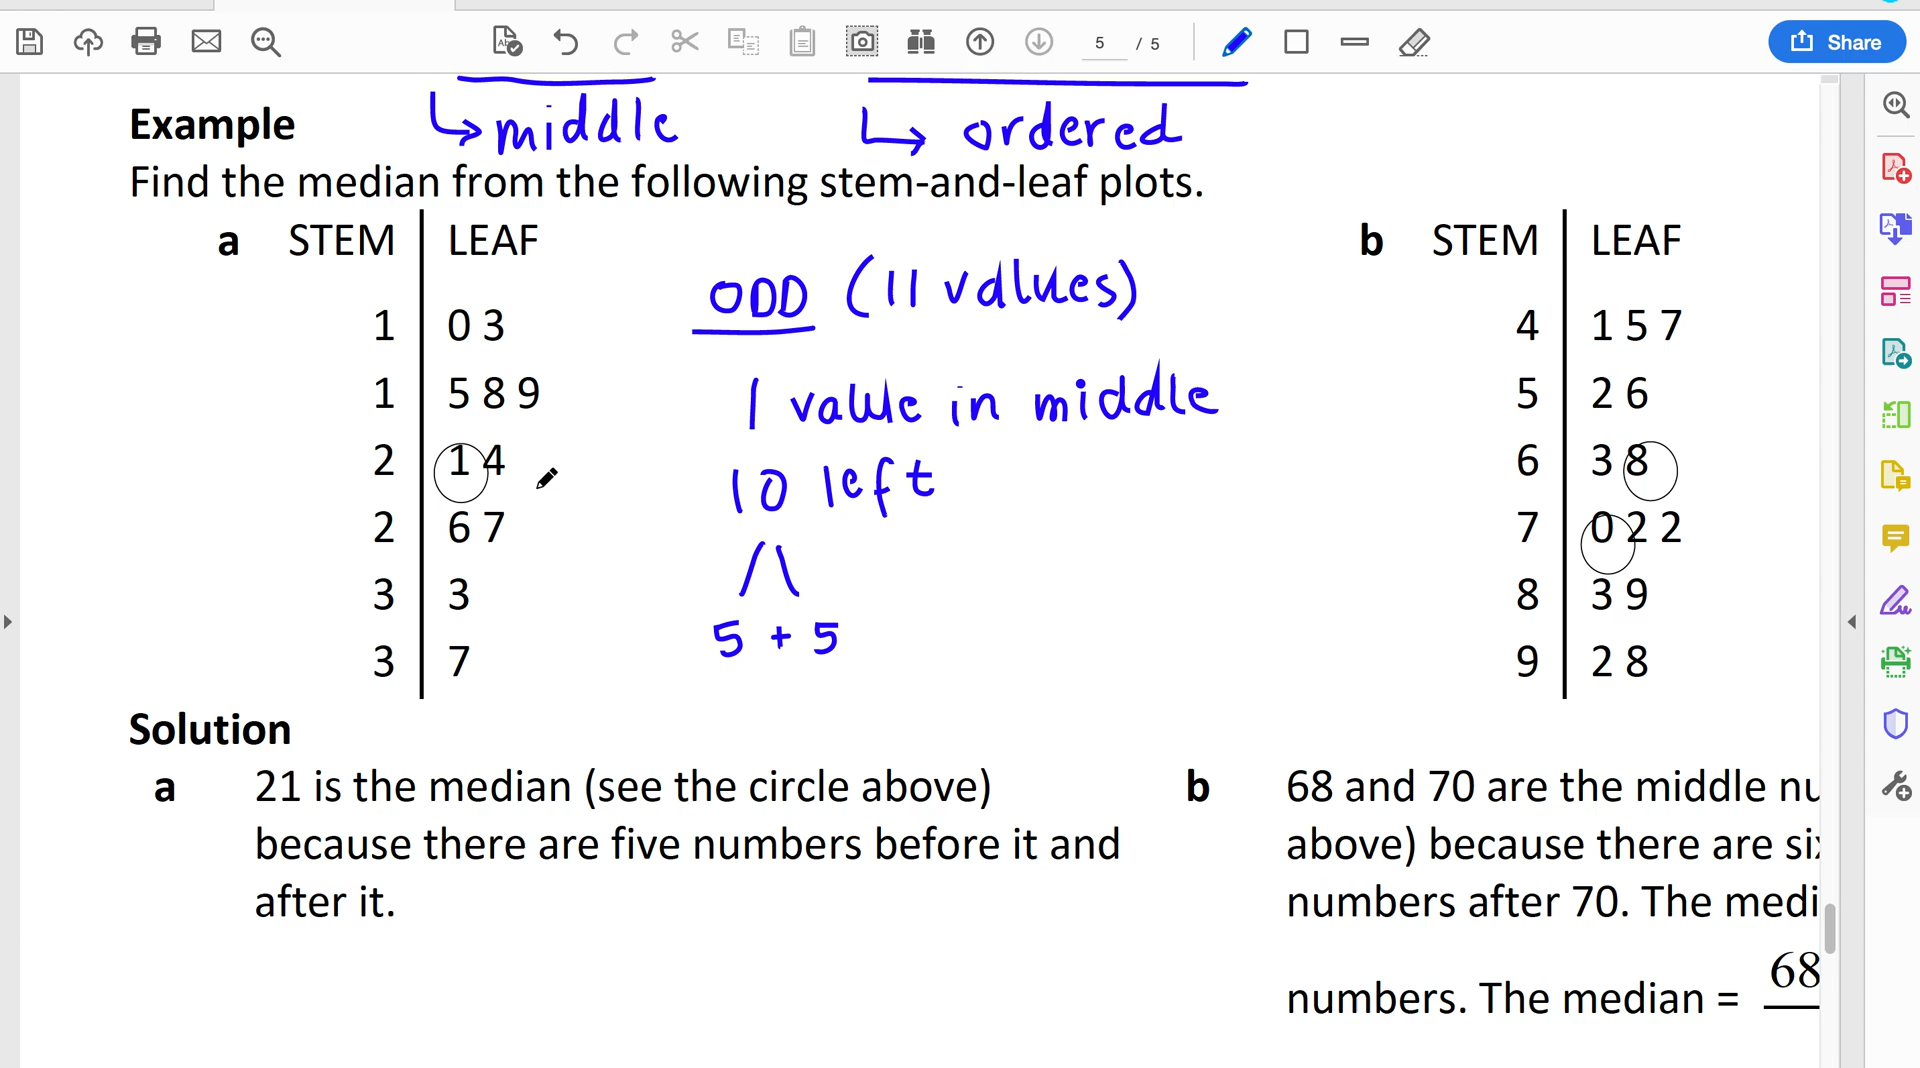 5 / 5
Share
Example
↳ middle
↳ ordered
Find the median from the following stem-and-leaf plots.
a STEM LEAF
1 0 3
1 5 8 9
2 1 4
2 6 7
3 3
3 7
ODD (11 values)
1 value in middle
10 left
5 + 5
b STEM LEAF
4 1 5 7
5 2 6
6 3 8
7 0 2 2
8 3 9
9 2 8
Solution
a 21 is the median (see the circle above)
because there are five numbers before it and
after it.
b 68 and 70 are the middle nu
above) because there are six
numbers after 70. The medi
numbers. The median = 68